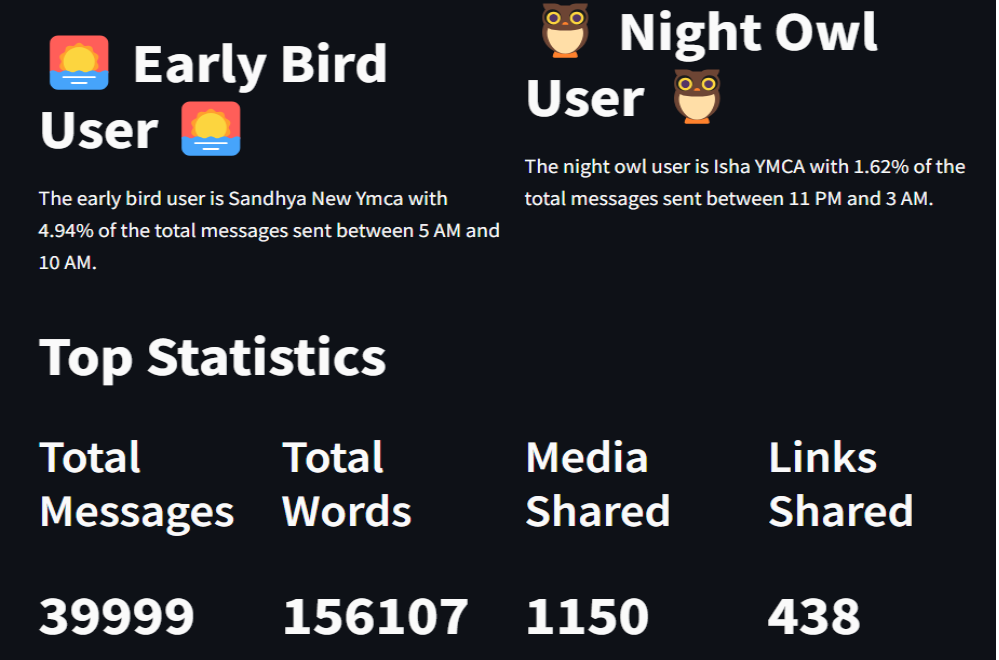 Early Bird
User
The early bird user is Sandhya New Ymca with
4.94% of the total messages sent between 5 AM and
10 AM.
Night Owl
User
The night owl user is Isha YMCA with 1.62% of the
total messages sent between 11 PM and 3 AM.
Top Statistics
Total
Messages
39999
Total
Words
156107
Media
Shared
1150
Links
Shared
438